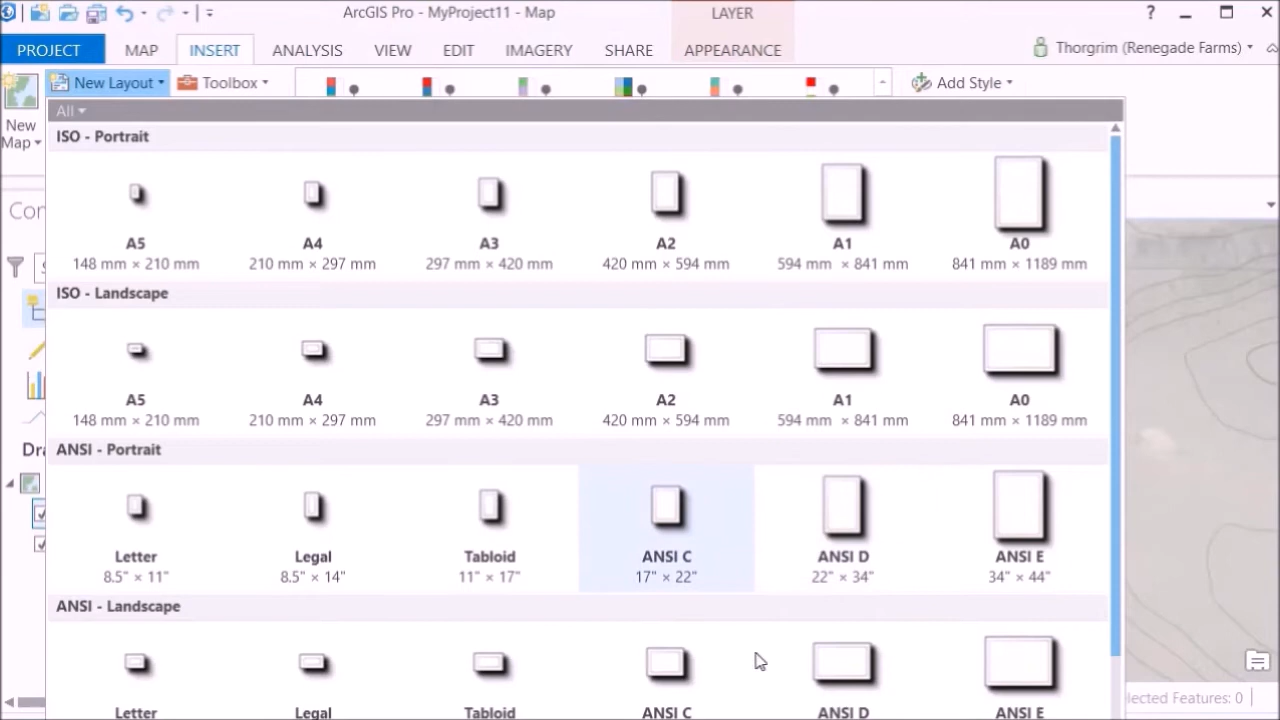 ArcGIS Pro - MyProject11 - Map
LAYER
?
PROJECT MAP INSERT ANALYSIS VIEW EDIT IMAGERY SHARE APPEARANCE
Thorgrim (Renegade Farms)
New Layout Toolbox Add Style
New
Map
All
ISO - Portrait
A5 A4 A3 A2 A1 A0
148 mm × 210 mm 210 mm × 297 mm 297 mm × 420 mm 420 mm × 594 mm 594 mm × 841 mm 841 mm × 1189 mm
Con
ISO - Landscape
A5 A4 A3 A2 A1 A0
148 mm × 210 mm 210 mm × 297 mm 297 mm × 420 mm 420 mm × 594 mm 594 mm × 841 mm 841 mm × 1189 mm
Dra
ANSI - Portrait
Letter Legal Tabloid ANSI C ANSI D ANSI E
8.5" × 11" 8.5" × 14" 11" × 17" 17" × 22" 22" × 34" 34" × 44"
ANSI - Landscape
Letter Legal Tabloid ANSI C ANSI D ANSI E
lected Features: 0